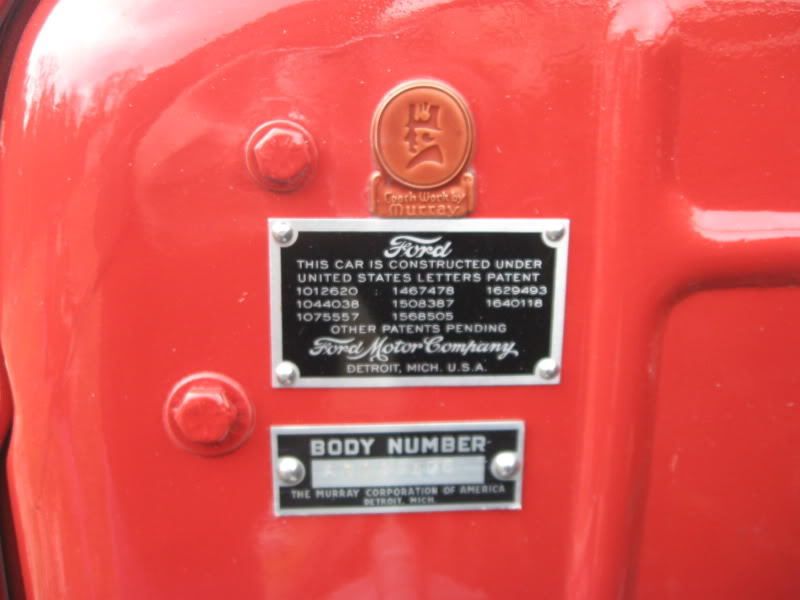 Coach Work by
Murray
Ford
THIS CAR IS CONSTRUCTED UNDER
UNITED STATES LETTERS PATENT
1012620 1467478 1629493
1044038 1508387 1640118
1075557 1568505
OTHER PATENTS PENDING
Ford Motor Company
DETROIT, MICH. U.S.A.
BODY NUMBER
THE MURRAY CORPORATION OF AMERICA
DETROIT, MICH.